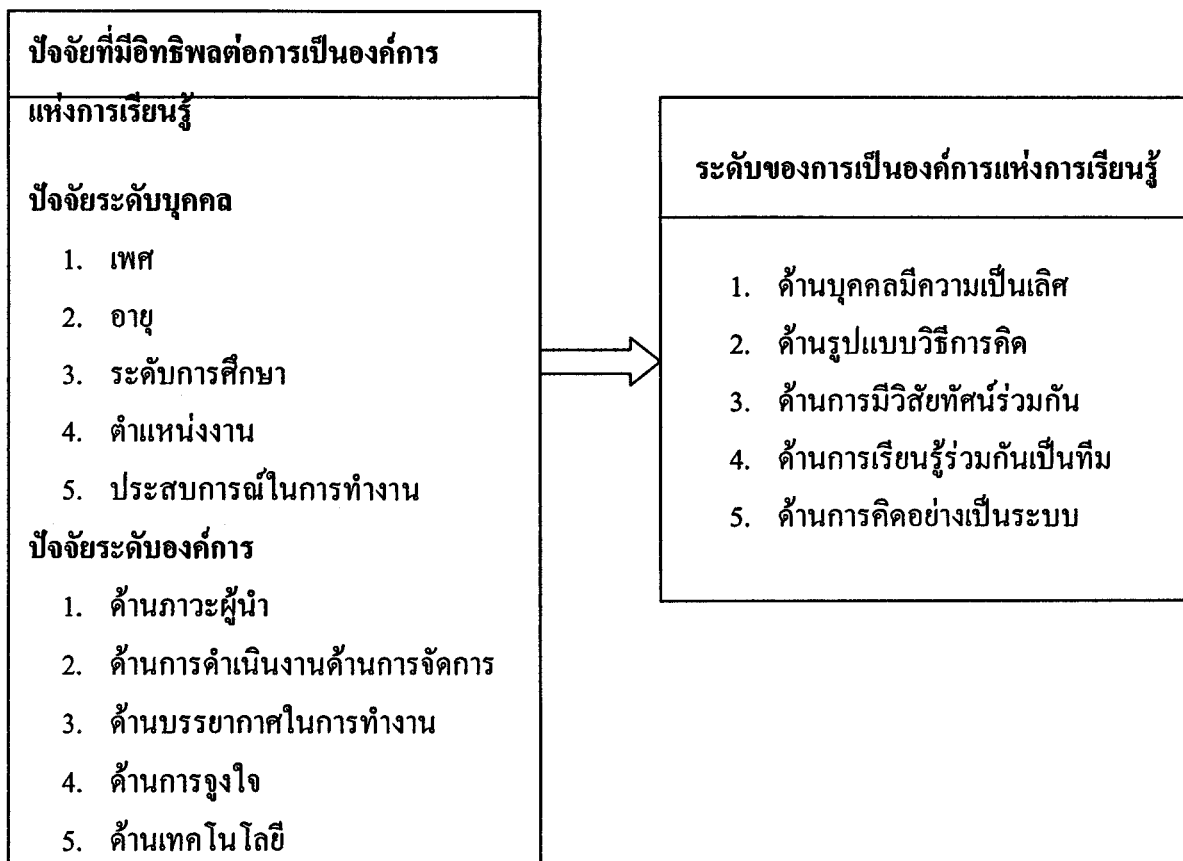 ปัจจัยที่มีอิทธิพลต่อการเป็นองค์การ
แห่งการเรียนรู้
ปัจจัยระดับบุคคล
1. เพศ
2. อายุ
3. ระดับการศึกษา
4. ตำแหน่งงาน
5. ประสบการณ์ในการทำงาน
ปัจจัยระดับองค์การ
1. ด้านภาวะผู้นำ
2. ด้านการดำเนินงานด้านการจัดการ
3. ด้านบรรยากาศในการทำงาน
4. ด้านการจูงใจ
5. ด้านเทคโนโลยี
ระดับของการเป็นองค์การแห่งการเรียนรู้
1. ด้านบุคคลมีความเป็นเลิศ
2. ด้านรูปแบบวิธีการคิด
3. ด้านการมีวิสัยทัศน์ร่วมกัน
4. ด้านการเรียนรู้ร่วมกันเป็นทีม
5. ด้านการคิดอย่างเป็นระบบ